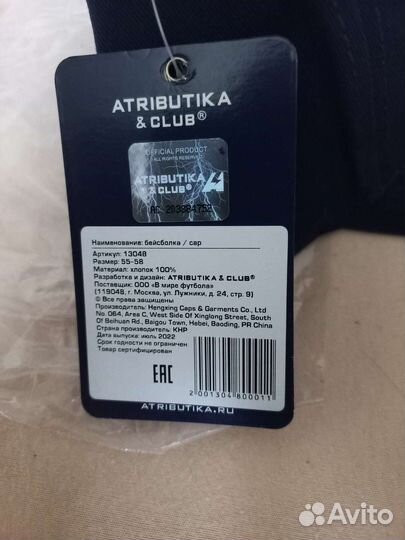 ATRIBUTIKA
& CLUB®
OFFICIAL PRODUCT
ALL RIGHTS RESERVED
ATRIBUTIKA
& CLUB®
Наименование: бейсболка / cap
Артикул: 13048
Размер: 55-58
Материал: хлопок 100%
Разработка и дизайн: ATRIBUTIKA & CLUB®
Поставщик: ООО «В мире футбола»
(119048, г. Москва, ул. Лужники, д. 24, стр. 9)
© Все права защищены
Производитель: Hengxing Caps & Garments Co., Ltd
No. 064, Area C, West Side Of Xinglong Street, South
Of Beihuan Rd., Baigou Town, Hebei, Baoding, PR China
Страна производитель: КНР
Дата выпуска: июль 2022
Срок годности не ограничен
Товар сертифицирован
EAC
2 001304 800011
ATRIBUTIKA.RU
Avito